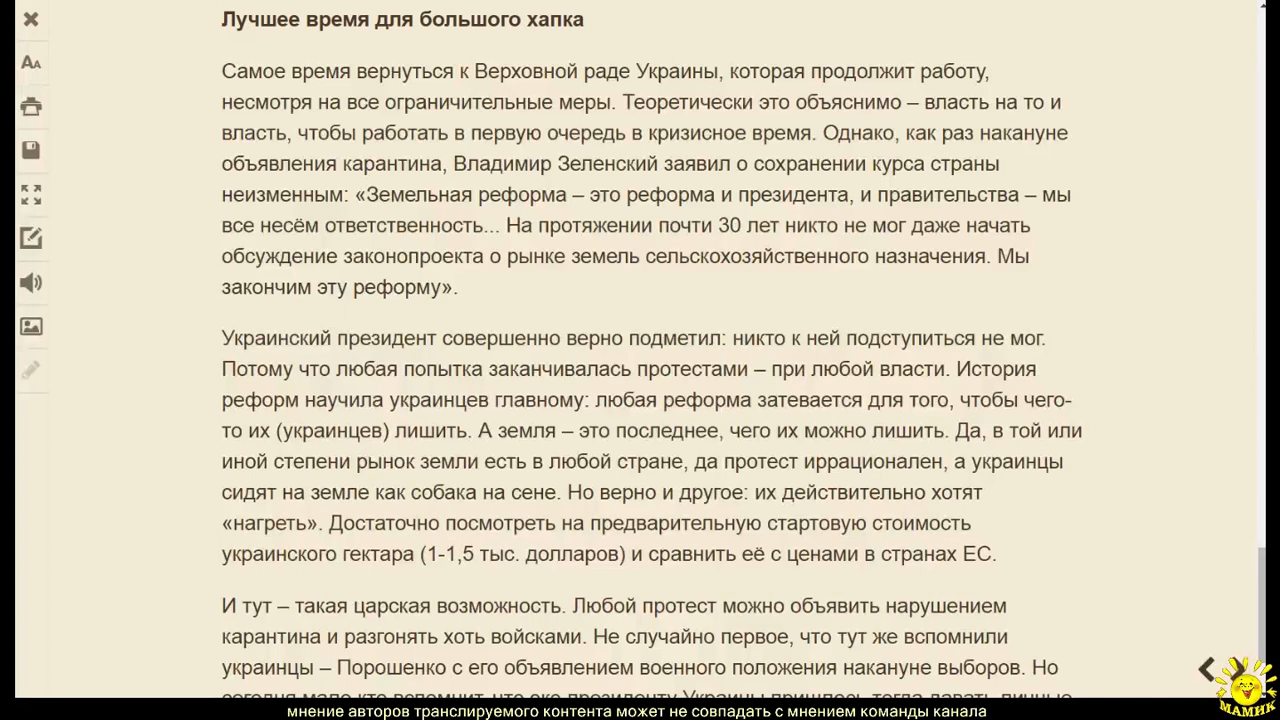 Лучшее время для большого хапка
Самое время вернуться к Верховной раде Украины, которая продолжит работу,
несмотря на все ограничительные меры. Теоретически это объяснимо – власть на то и
власть, чтобы работать в первую очередь в кризисное время. Однако, как раз накануне
объявления карантина, Владимир Зеленский заявил о сохранении курса страны
неизменным: «Земельная реформа – это реформа и президента, и правительства – мы
все несём ответственность... На протяжении почти 30 лет никто не мог даже начать
обсуждение законопроекта о рынке земель сельскохозяйственного назначения. Мы
закончим эту реформу».
Украинский президент совершенно верно подметил: никто к ней подступиться не мог.
Потому что любая попытка заканчивалась протестами – при любой власти. История
реформ научила украинцев главному: любая реформа затевается для того, чтобы чего-
то их (украинцев) лишить. А земля – это последнее, чего их можно лишить. Да, в той или
иной степени рынок земли есть в любой стране, да протест иррационален, а украинцы
сидят на земле как собака на сене. Но верно и другое: их действительно хотят
«нагреть». Достаточно посмотреть на предварительную стартовую стоимость
украинского гектара (1-1,5 тыс. долларов) и сравнить её с ценами в странах ЕС.
И тут – такая царская возможность. Любой протест можно объявить нарушением
карантина и разгонять хоть войсками. Не случайно первое, что тут же вспомнили
украинцы – Порошенко с его объявлением военного положения накануне выборов. Но
МАМИК
мнение авторов транслируемого контента может не совпадать с мнением команды канала